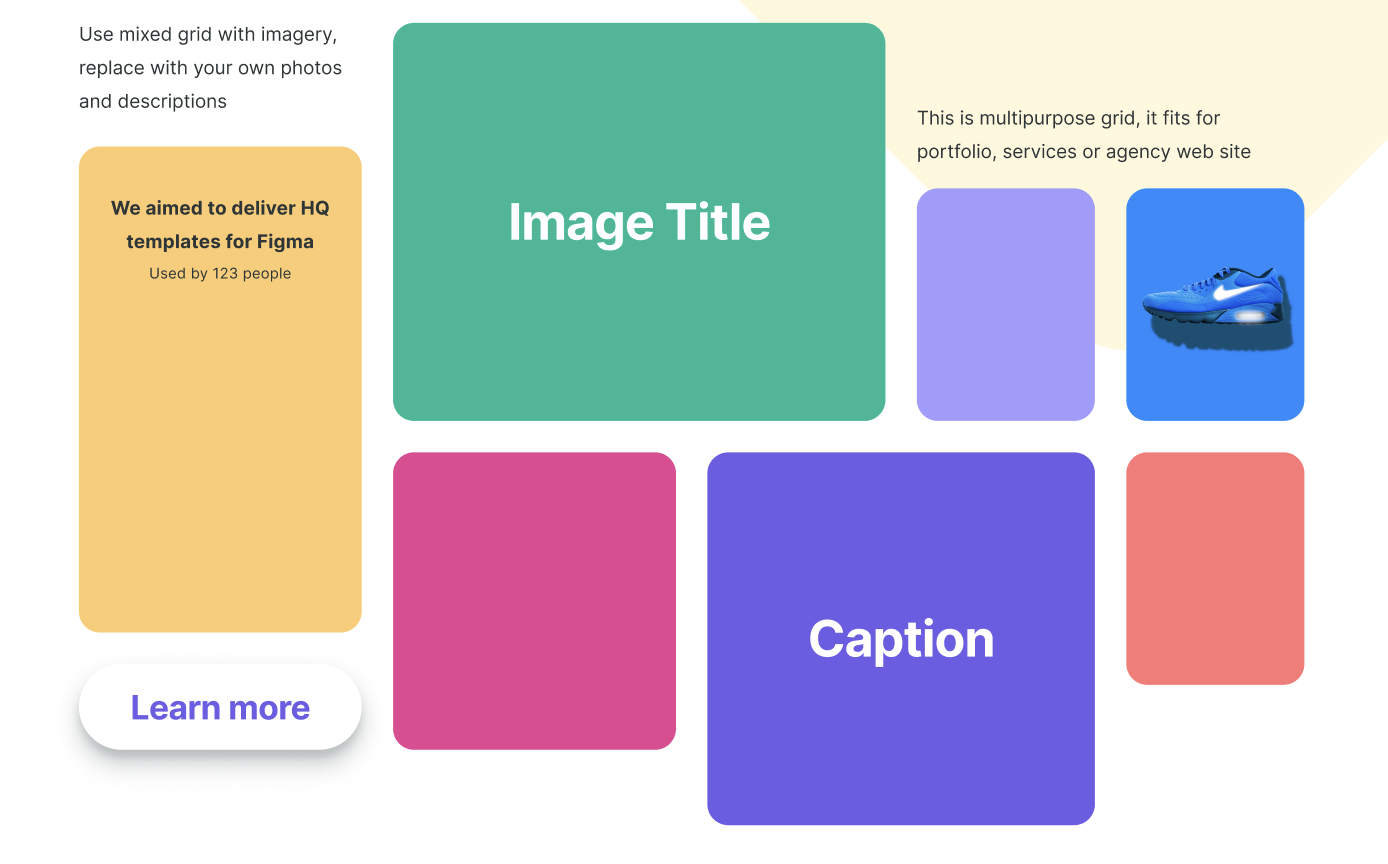 Use mixed grid with imagery,
replace with your own photos
and descriptions
We aimed to deliver HQ
templates for Figma
Used by 123 people
Learn more
Image Title
This is multipurpose grid, it fits for
portfolio, services or agency web site
Caption